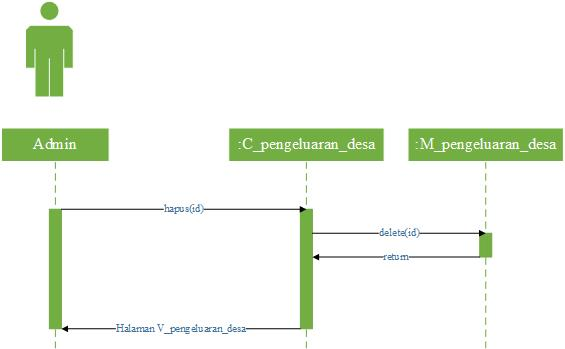 Admin
:C_pengeluaran_desa
:M_pengeluaran_desa
hapus(id)
delete(id)
return
Halaman V_pengeluaran_desa